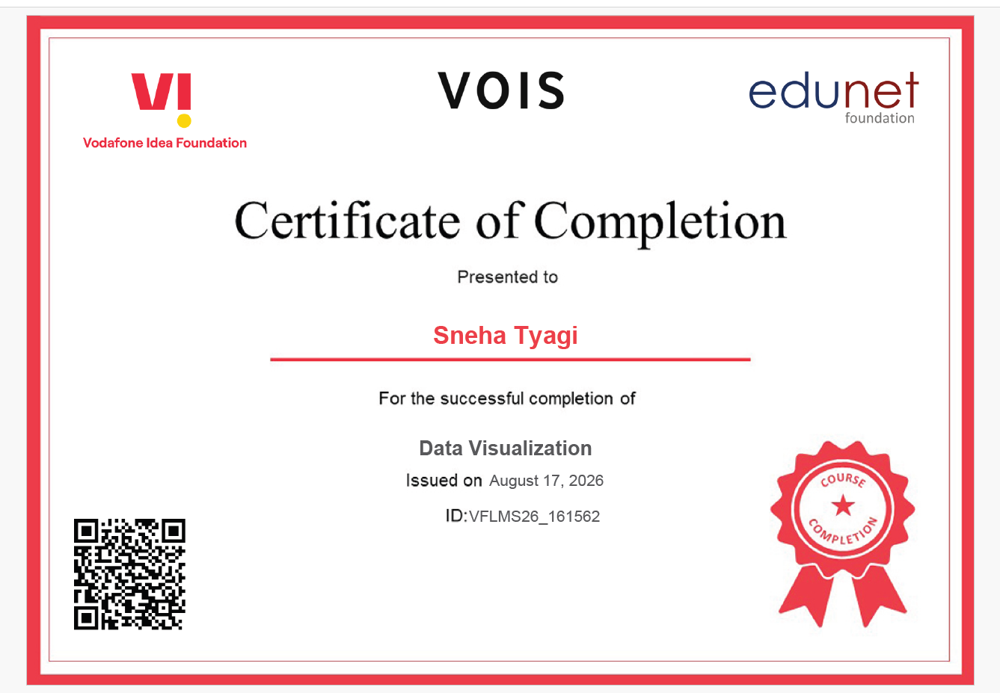 VI
Vodafone Idea Foundation
VOIS
edunet
foundation
Certificate of Completion
Presented to
Sneha Tyagi
For the successful completion of
Data Visualization
Issued on August 17, 2026
ID:VFLMS26_161562
COURSE
COMPLETION